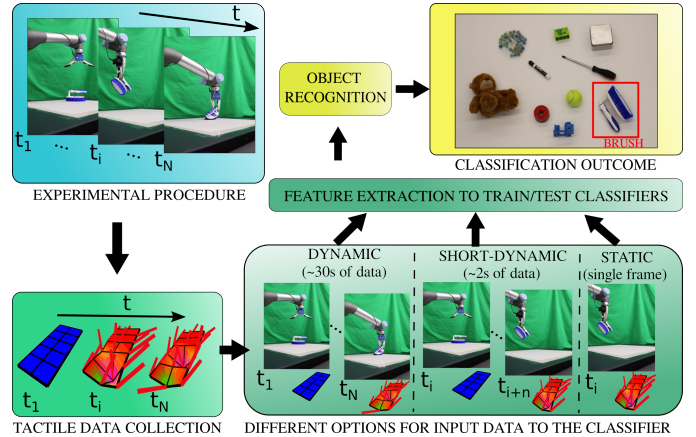 t
t1
...
ti
...
tN
EXPERIMENTAL PROCEDURE
OBJECT
RECOGNITION
BRUSH
CLASSIFICATION OUTCOME
FEATURE EXTRACTION TO TRAIN/TEST CLASSIFIERS
t
t1
ti
tN
TACTILE DATA COLLECTION
DYNAMIC
(~30s of data)
...
t1
tN
SHORT-DYNAMIC
(~2s of data)
...
ti
ti+n
STATIC
(single frame)
ti
DIFFERENT OPTIONS FOR INPUT DATA TO THE CLASSIFIER